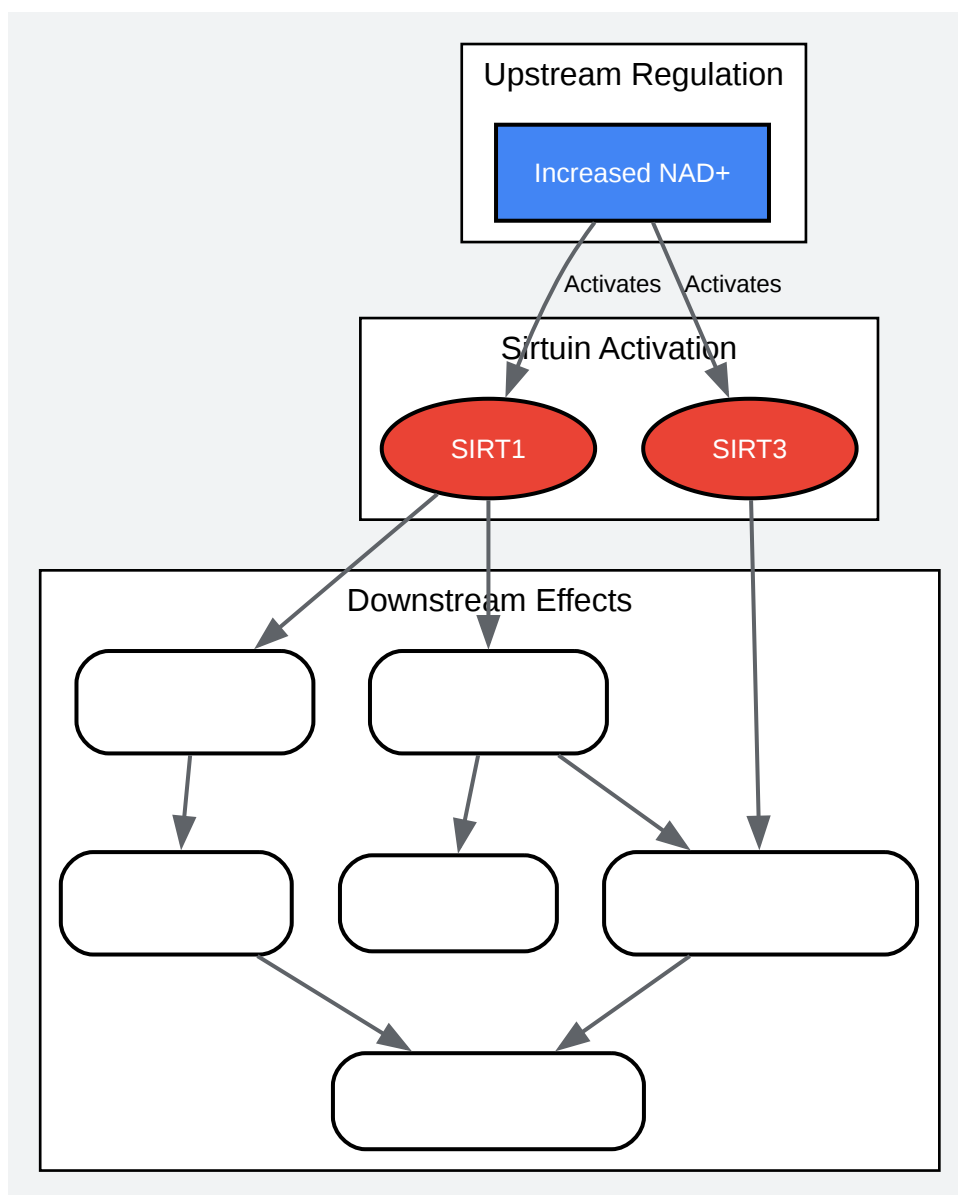 Upstream Regulation
Increased NAD+
Activates
Activates
Sirtuin Activation
SIRT1
SIRT3
Downstream Effects